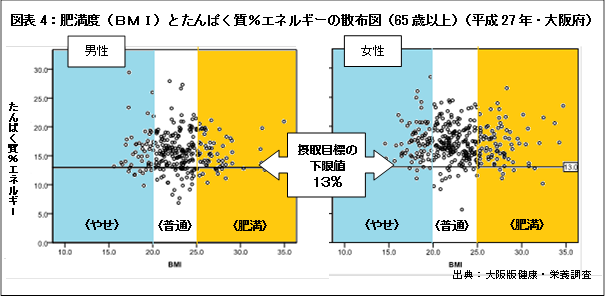 図表4:肥満度(BMI)とたんぱく質%エネルギーの散布図(65歳以上)(平成27年・大阪府)
男性
女性
たんぱく質%エネルギー
30.0
25.0
20.0
15.0
10.0
5.0
0.0
摂取目標の
下限値
13%
13.0
〈やせ〉
〈普通〉
〈肥満〉
〈やせ〉
〈普通〉
〈肥満〉
10.0 15.0 20.0 25.0 30.0 35.0
10.0 15.0 20.0 25.0 30.0 35.0
BMI
BMI
出典:大阪版健康・栄養調査